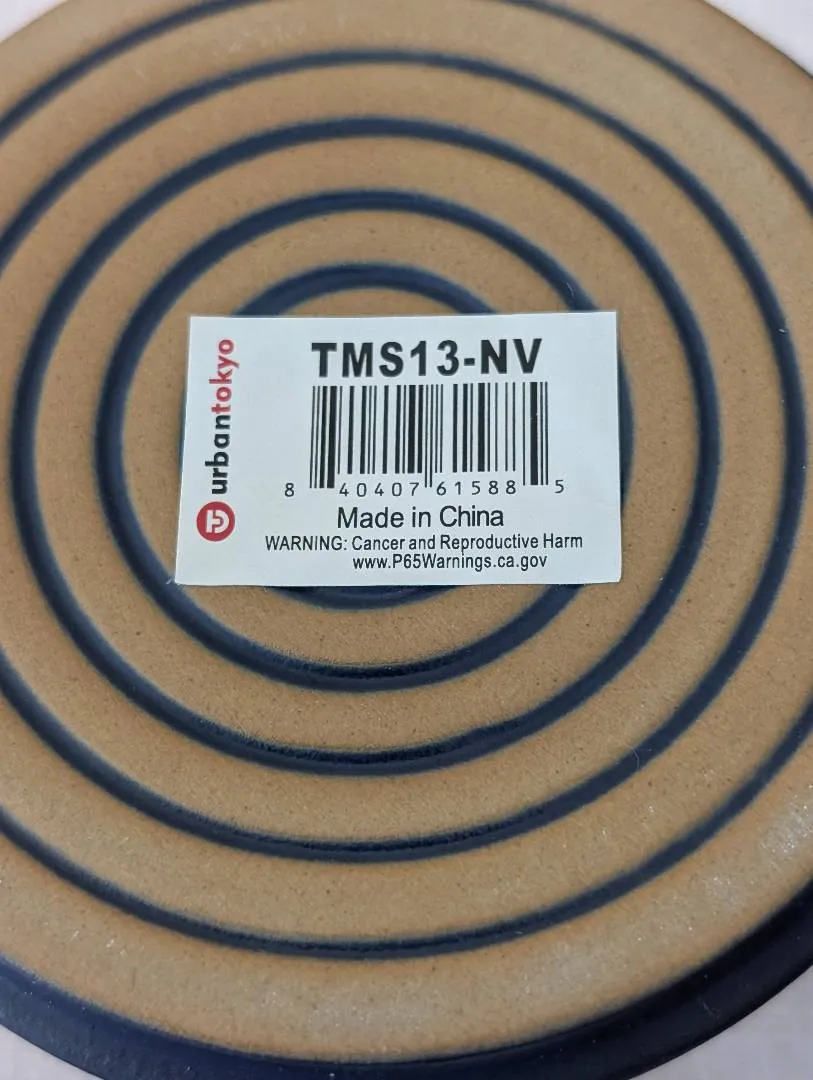 urbantokyo
TMS13-NV
8 40407 61588 5
Made in China
WARNING: Cancer and Reproductive Harm
www.P65Warnings.ca.gov